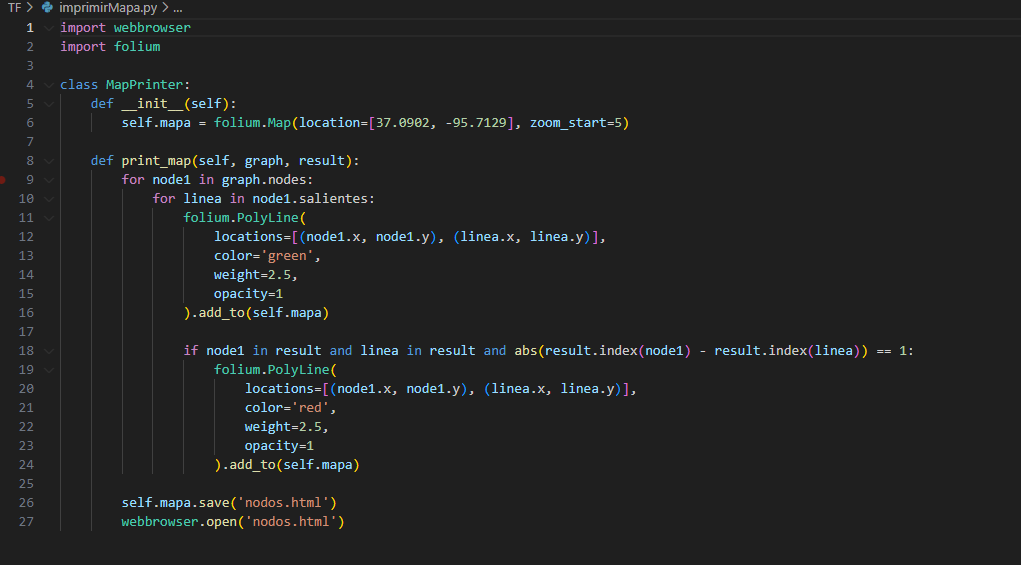 TF > imprimirMapa.py > ...
1 import webbrowser
2 import folium
3
4 class MapPrinter:
5     def __init__(self):
6         self.mapa = folium.Map(location=[37.0902, -95.7129], zoom_start=5)
7
8     def print_map(self, graph, result):
9         for node1 in graph.nodes:
10             for linea in node1.salientes:
11                 folium.PolyLine(
12                     locations=[(node1.x, node1.y), (linea.x, linea.y)],
13                     color='green',
14                     weight=2.5,
15                     opacity=1
16                 ).add_to(self.mapa)
17
18                 if node1 in result and linea in result and abs(result.index(node1) - result.index(linea)) == 1:
19                     folium.PolyLine(
20                         locations=[(node1.x, node1.y), (linea.x, linea.y)],
21                         color='red',
22                         weight=2.5,
23                         opacity=1
24                     ).add_to(self.mapa)
25
26         self.mapa.save('nodos.html')
27         webbrowser.open('nodos.html')